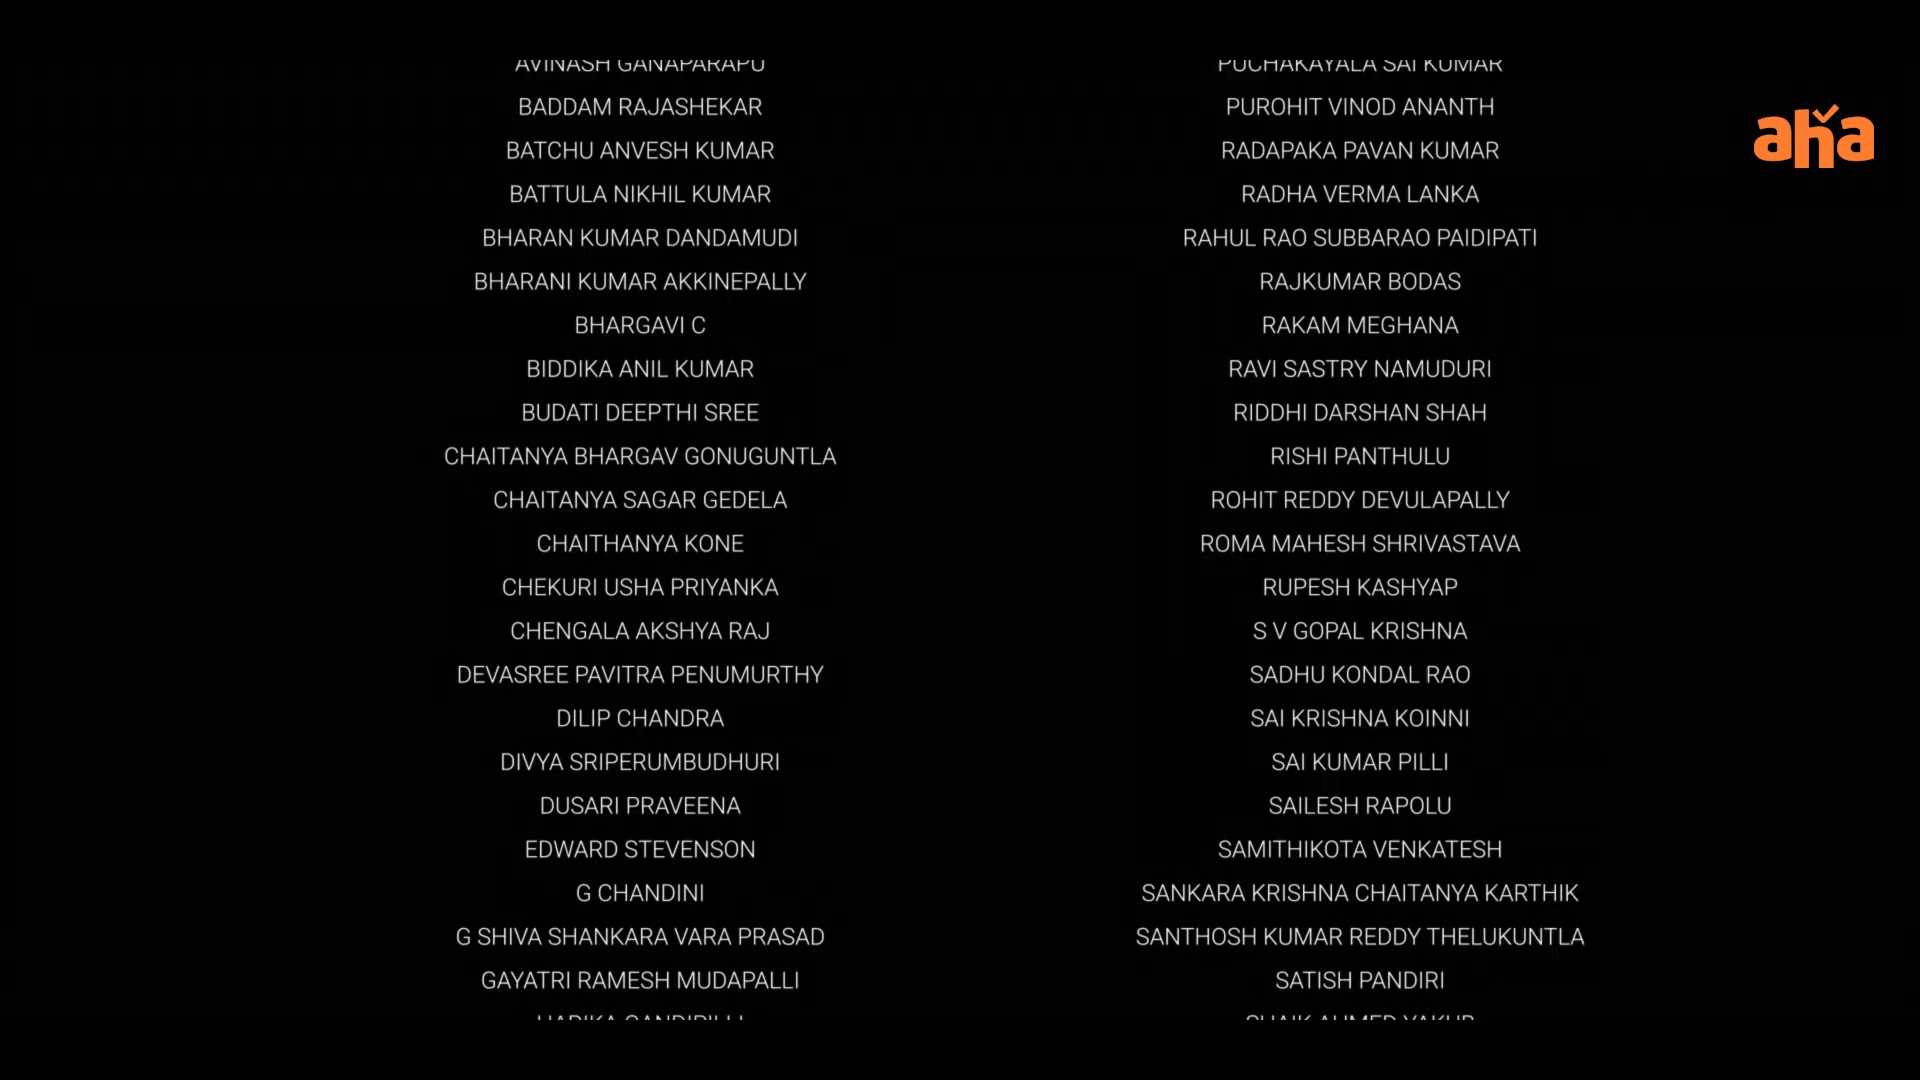 AVINASH GANAPARAPU
BADDAM RAJASHEKAR
BATCHU ANVESH KUMAR
BATTULA NIKHIL KUMAR
BHARAN KUMAR DANDAMUDI
BHARANI KUMAR AKKINEPALLY
BHARGAVI C
BIDDIKA ANIL KUMAR
BUDATI DEEPTHI SREE
CHAITANYA BHARGAV GONUGUNTLA
CHAITANYA SAGAR GEDELA
CHAITHANYA KONE
CHEKURI USHA PRIYANKA
CHENGALA AKSHYA RAJ
DEVASREE PAVITRA PENUMURTHY
DILIP CHANDRA
DIVYA SRIPERUMBUDHURI
DUSARI PRAVEENA
EDWARD STEVENSON
G CHANDINI
G SHIVA SHANKARA VARA PRASAD
GAYATRI RAMESH MUDAPALLI
PUCHAKAYALA SAI KUMAR
PUROHIT VINOD ANANTH
RADAPAKA PAVAN KUMAR
RADHA VERMA LANKA
RAHUL RAO SUBBARAO PAIDIPATI
RAJKUMAR BODAS
RAKAM MEGHANA
RAVI SASTRY NAMUDURI
RIDDHI DARSHAN SHAH
RISHI PANTHULU
ROHIT REDDY DEVULAPALLY
ROMA MAHESH SHRIVASTAVA
RUPESH KASHYAP
S V GOPAL KRISHNA
SADHU KONDAL RAO
SAI KRISHNA KOINNI
SAI KUMAR PILLI
SAILESH RAPOLU
SAMITHIKOTA VENKATESH
SANKARA KRISHNA CHAITANYA KARTHIK
SANTHOSH KUMAR REDDY THELUKUNTLA
SATISH PANDIRI
aha